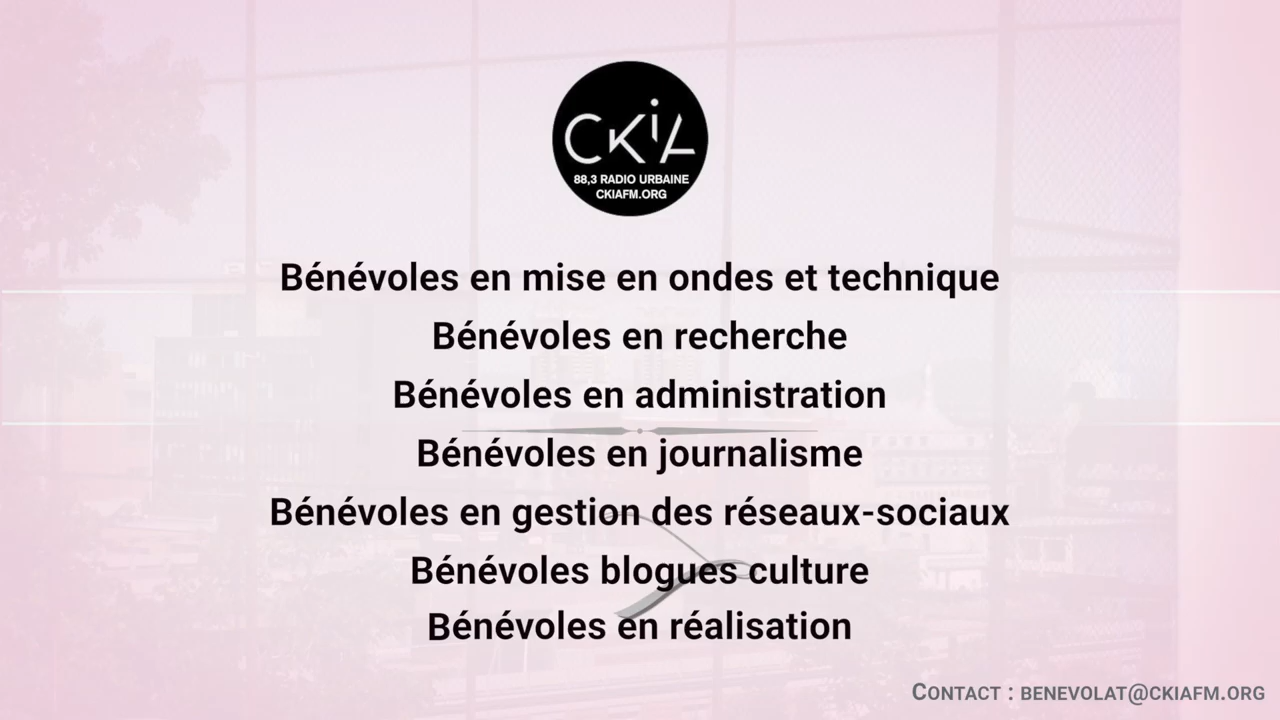 CKiA
88,3 RADIO URBAINE
CKIAFM.ORG
Bénévoles en mise en ondes et technique
Bénévoles en recherche
Bénévoles en administration
Bénévoles en journalisme
Bénévoles en gestion des réseaux-sociaux
Bénévoles blogues culture
Bénévoles en réalisation
CONTACT : BENEVOLAT@CKIAFM.ORG